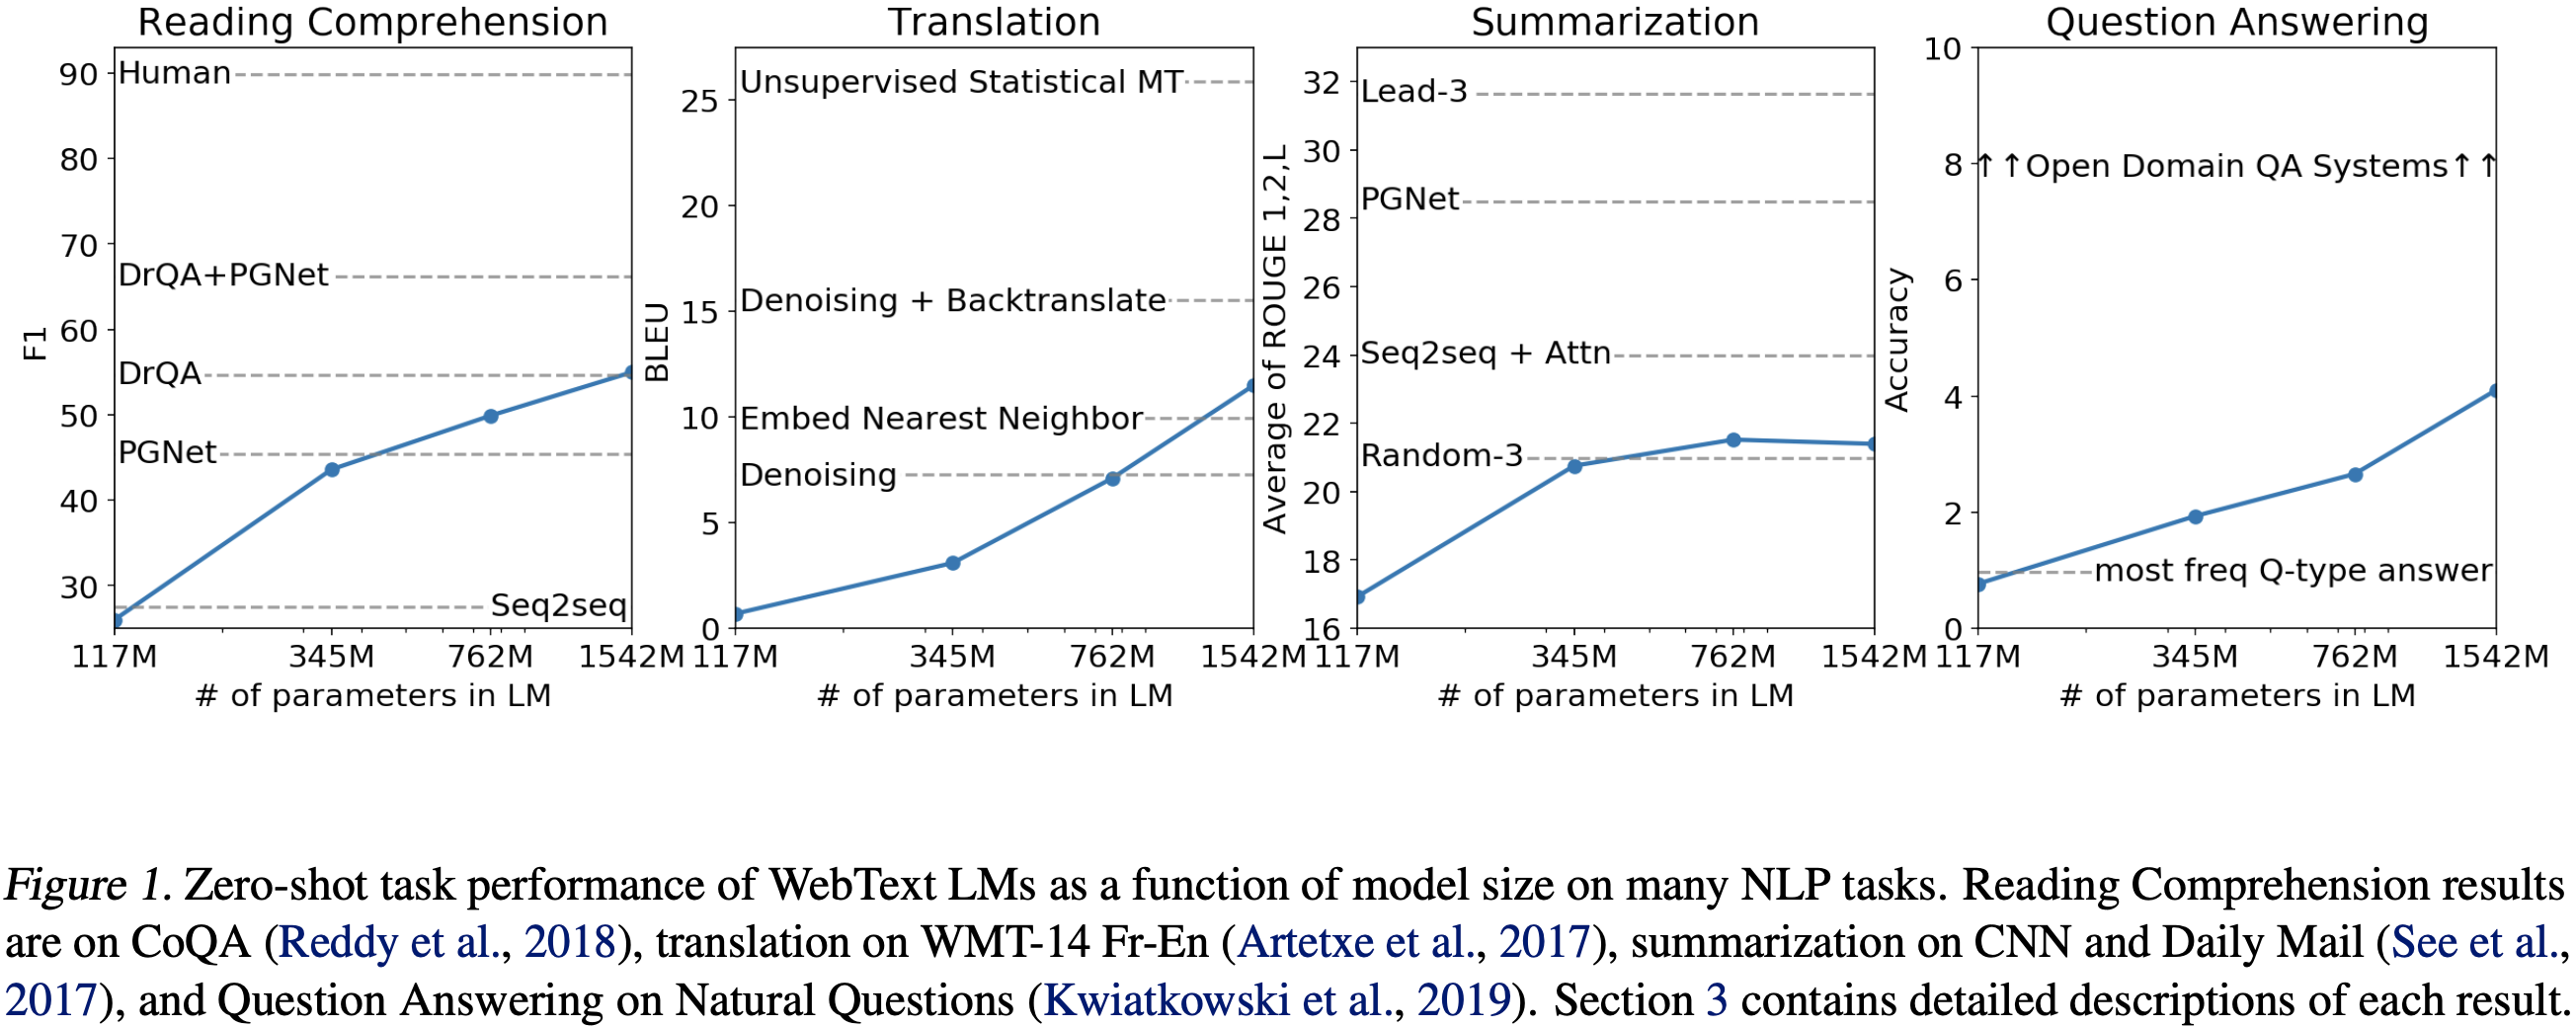 Reading Comprehension
90
80
70
60
50
40
30
F1
Human
DrQA+PGNet
DrQA
PGNet
Seq2seq
117M 345M 762M 1542M
# of parameters in LM
Translation
25
20
15
10
5
0
BLEU
Unsupervised Statistical MT
Denoising + Backtranslate
Embed Nearest Neighbor
Denoising
117M 345M 762M 1542M
# of parameters in LM
Summarization
32
30
28
26
24
22
20
18
16
Average of ROUGE 1,2,L
Lead-3
PGNet
Seq2seq + Attn
Random-3
117M 345M 762M 1542M
# of parameters in LM
Question Answering
10
8
6
4
2
0
Accuracy
↑↑Open Domain QA Systems↑↑
most freq Q-type answer
117M 345M 762M 1542M
# of parameters in LM
Figure 1. Zero-shot task performance of WebText LMs as a function of model size on many NLP tasks. Reading Comprehension results
are on CoQA (Reddy et al., 2018), translation on WMT-14 Fr-En (Artetxe et al., 2017), summarization on CNN and Daily Mail (See et al.,
2017), and Question Answering on Natural Questions (Kwiatkowski et al., 2019). Section 3 contains detailed descriptions of each result.